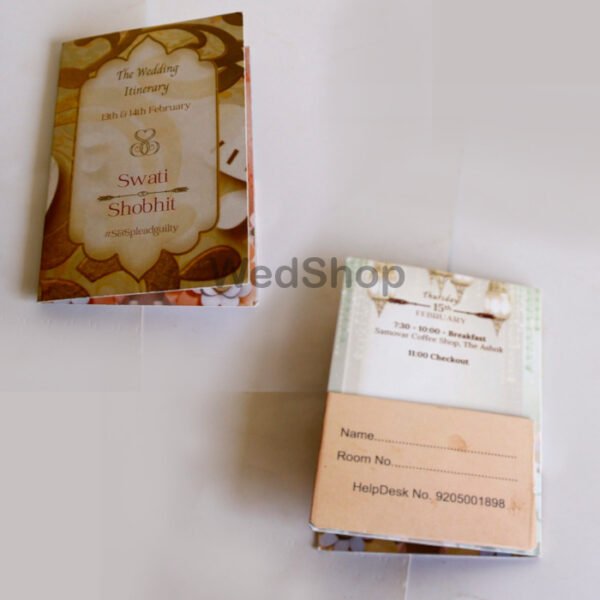 The Wedding
Itinerary
13th & 14th February
Swati
Shobhit
#S&Spleadguilty
WedShop
Thursday
15th
FEBRUARY
7:30 - 10:00 - Breakfast
Samovar Coffee Shop, The Ashok
11:00 Checkout
Name..............................
Room No..........................
HelpDesk No. 9205001898